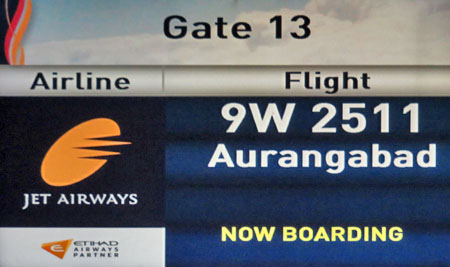 Gate 13
Airline Flight
9W 2511
Aurangabad
JET AIRWAYS
NOW BOARDING
ETIHAD
AIRWAYS
PARTNER